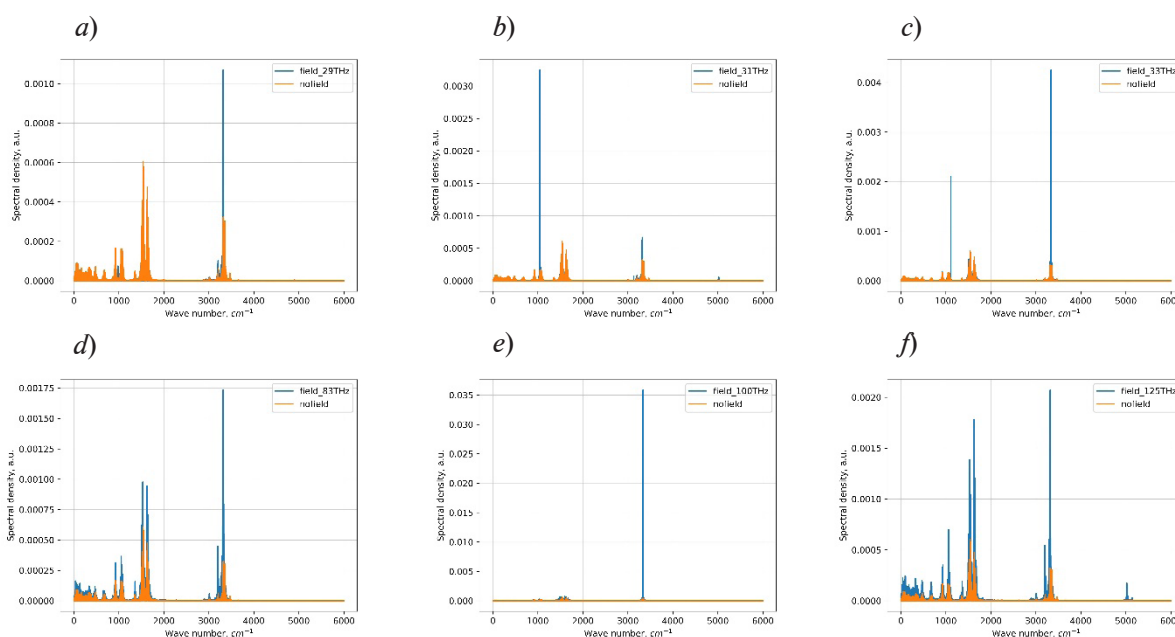 a) b) c)
field_29THz
nofield
0.0010
0.0008
0.0006
0.0004
0.0002
0.0000
Spectral density, a.u.
0 1000 2000 3000 4000 5000 6000
Wave number, cm⁻¹
field_31THz
nofield
0.0030
0.0025
0.0020
0.0015
0.0010
0.0005
0.0000
Spectral density, a.u.
0 1000 2000 3000 4000 5000 6000
Wave number, cm⁻¹
field_33THz
nofield
0.004
0.003
0.002
0.001
0.000
Spectral density, a.u.
0 1000 2000 3000 4000 5000 600
Wave number, cm⁻¹
d) e) f)
field_83THz
nofield
0.00175
0.00150
0.00125
0.00100
0.00075
0.00050
0.00025
0.00000
Spectral density, a.u.
0 1000 2000 3000 4000 5000 6000
Wave number, cm⁻¹
field_100THz
nofield
0.035
0.030
0.025
0.020
0.015
0.010
0.005
0.000
Spectral density, a.u.
0 1000 2000 3000 4000 5000 6000
Wave number, cm⁻¹
field_125THz
nofield
0.0020
0.0015
0.0010
0.0005
0.0000
Spectral density, a.u.
0 1000 2000 3000 4000 5000 600
Wave number, cm⁻¹